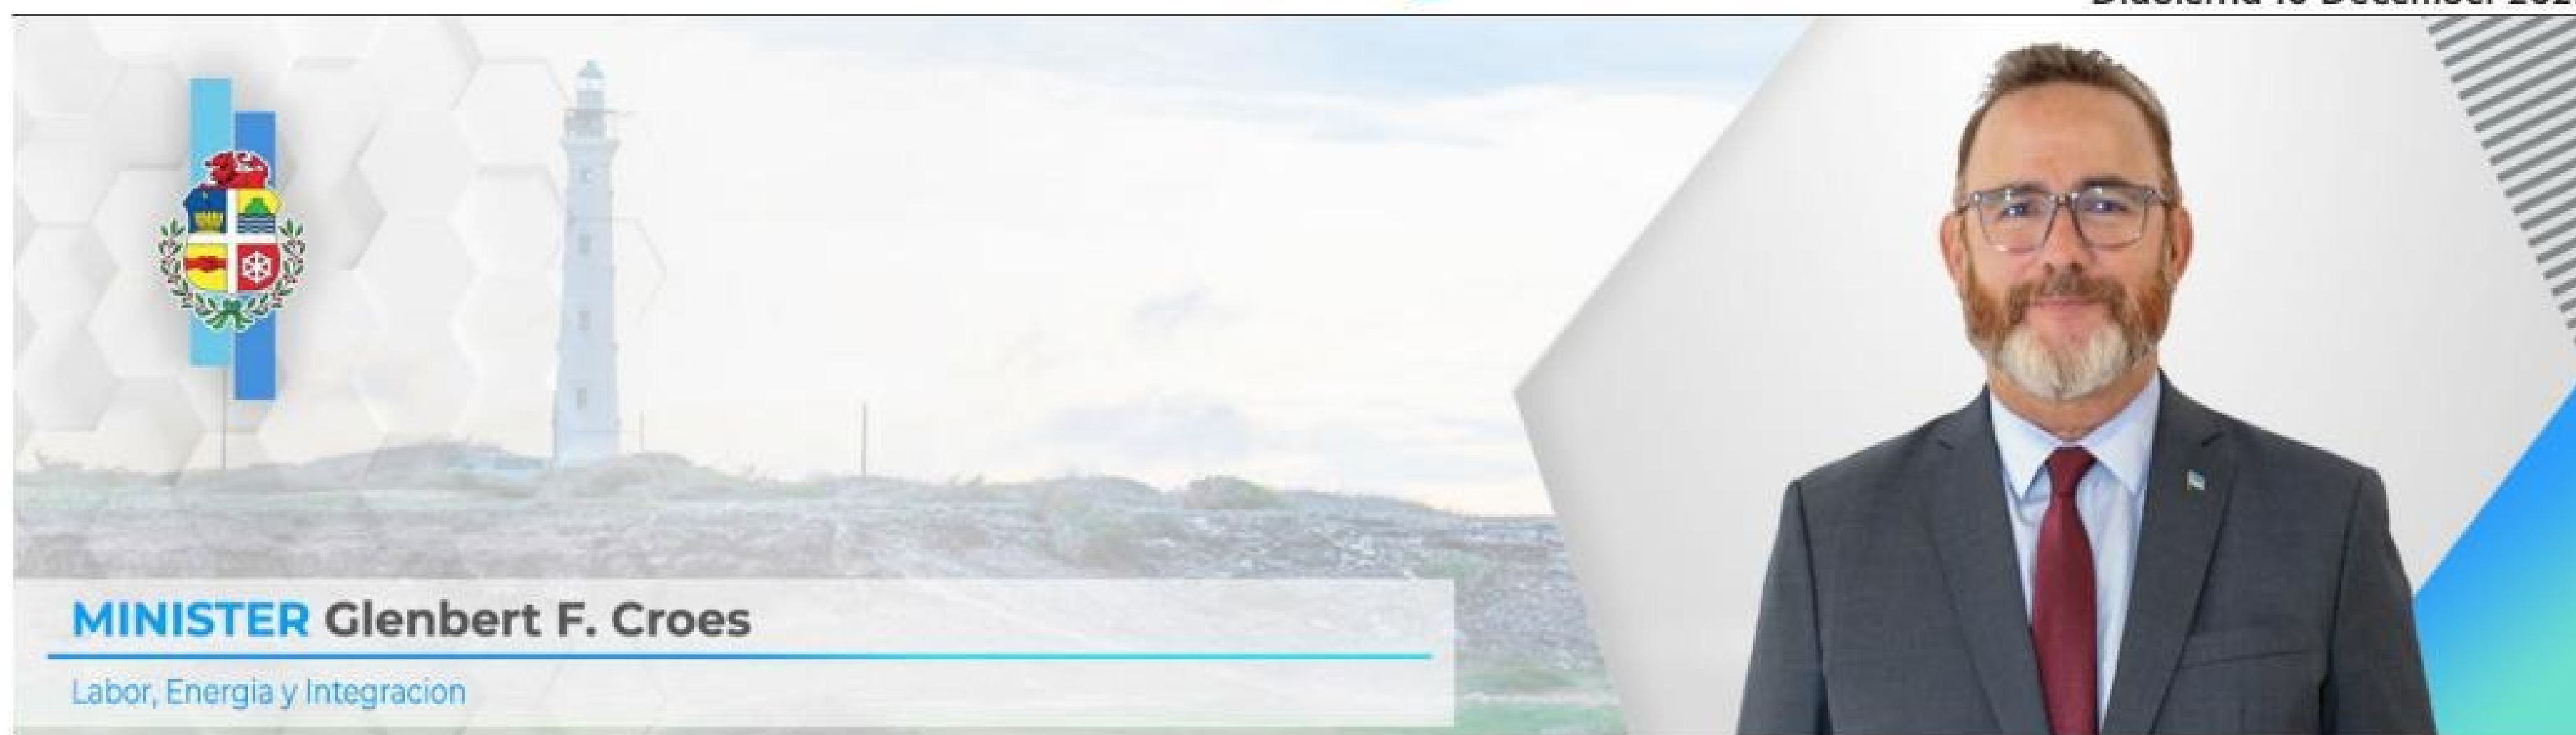 MINISTER Glenbert F. Croes
Labor, Energia y Integracion